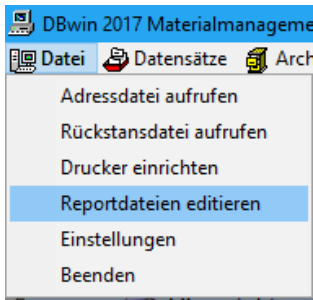 DBwin 2017 Materialmanageme
Datei Datensätze Arch
Adressdatei aufrufen
Rückstansdatei aufrufen
Drucker einrichten
Reportdateien editieren
Einstellungen
Beenden